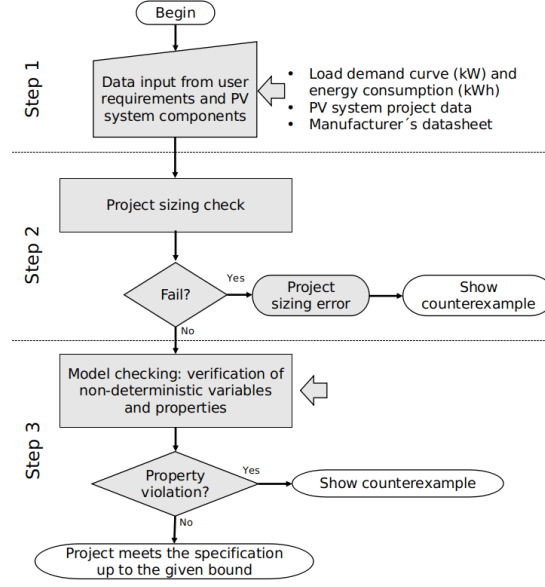 Begin
Step 1
Data input from user
requirements and PV
system components
• Load demand curve (kW) and
energy consumption (kWh)
• PV system project data
• Manufacturer´s datasheet
Step 2
Project sizing check
Fail?
Yes
Project
sizing error
Show
counterexample
No
Step 3
Model checking: verification of
non-deterministic variables
and properties
Property
violation?
Yes
Show counterexample
No
Project meets the specification
up to the given bound